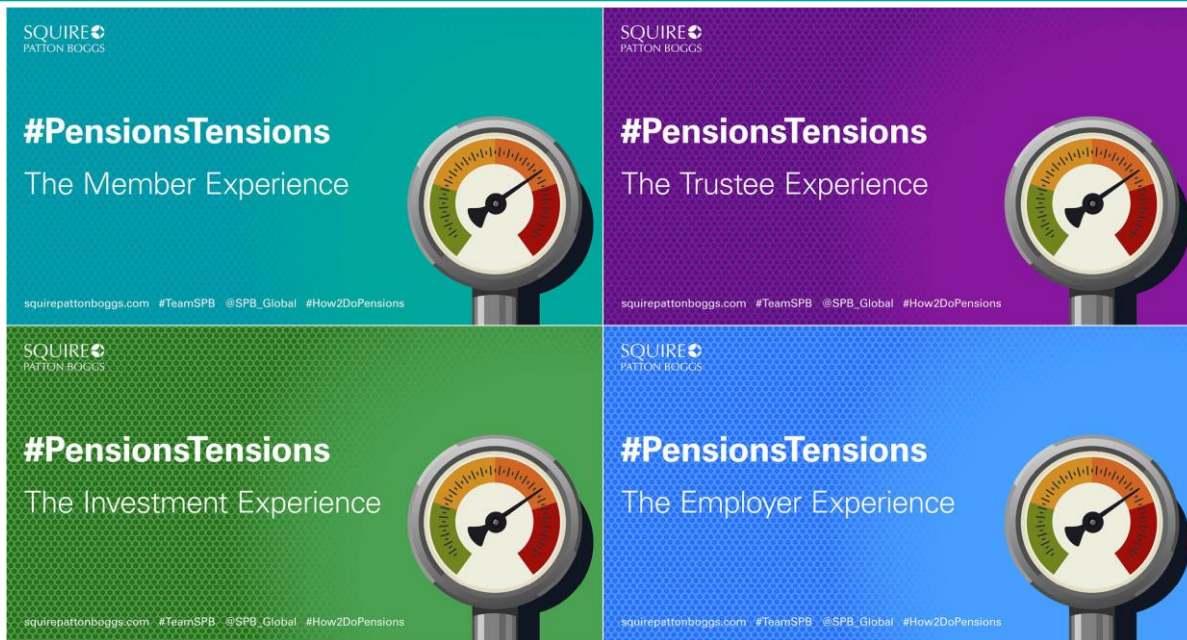 SQUIRE
PATTON BOGGS
#PensionsTensions
The Member Experience
squirepattonboggs.com #TeamSPB @SPB_Global #How2DoPensions
SQUIRE
PATTON BOGGS
#PensionsTensions
The Trustee Experience
squirepattonboggs.com #TeamSPB @SPB_Global #How2DoPensions
SQUIRE
PATTON BOGGS
#PensionsTensions
The Investment Experience
squirepattonboggs.com #TeamSPB @SPB_Global #How2DoPensions
SQUIRE
PATTON BOGGS
#PensionsTensions
The Employer Experience
squirepattonboggs.com #TeamSPB @SPB_Global #How2DoPensions